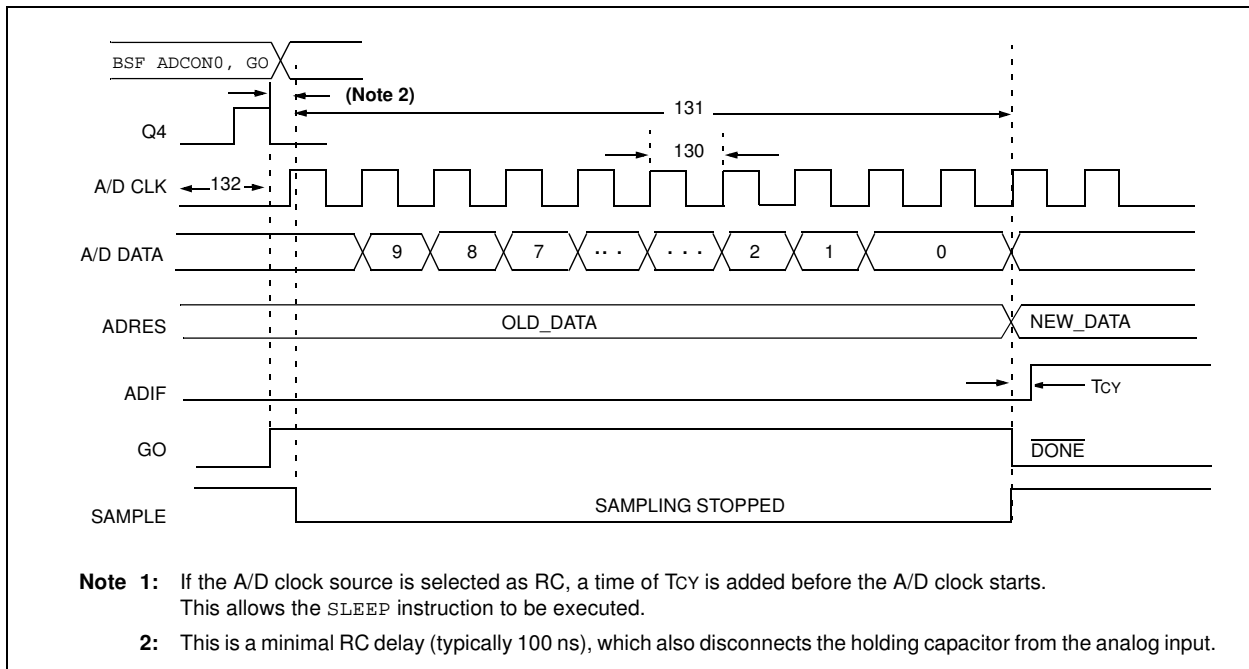 BSF ADCON0, GO
(Note 2)
131
Q4
130
A/D CLK
132
A/D DATA
9 8 7 ... ... 2 1 0
ADRES
OLD_DATA
NEW_DATA
ADIF
TCY
GO
DONE
SAMPLE
SAMPLING STOPPED
Note 1: If the A/D clock source is selected as RC, a time of TCY is added before the A/D clock starts.
This allows the SLEEP instruction to be executed.
2: This is a minimal RC delay (typically 100 ns), which also disconnects the holding capacitor from the analog input.